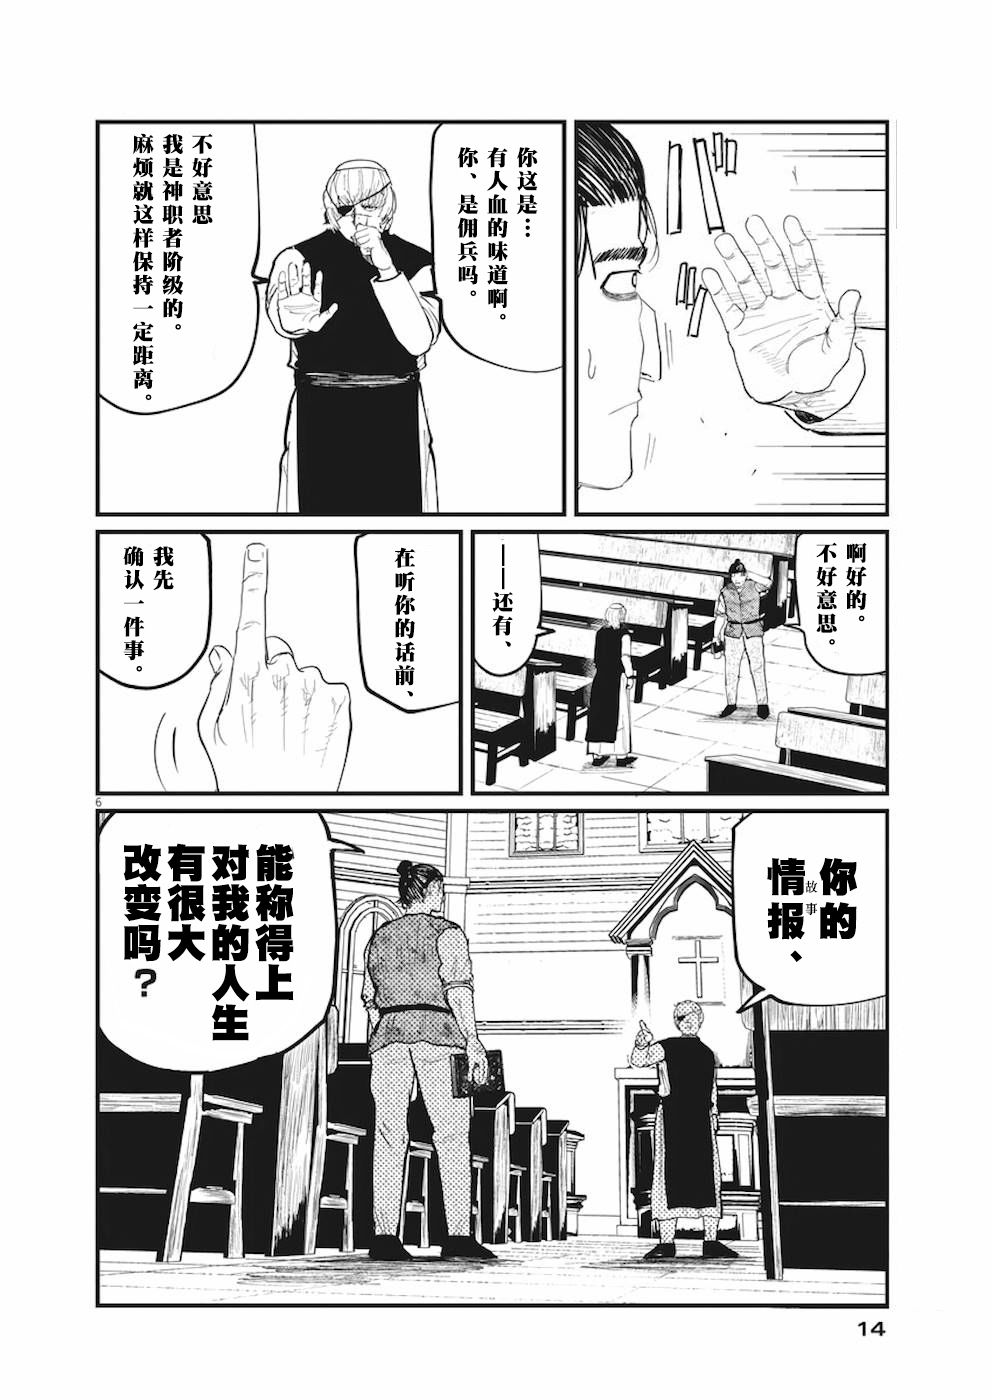 你这是…
有人血的味道啊。
你、是佣兵吗。
不好意思
我是神职者阶级的。
麻烦就这样保持一定距离。
啊好的。
不好意思。
——还有、
在听你的话前、
我先
确认一件事。
6
你的
故事
情报、
能称得上
对我的人生
有很大
改变吗？
14